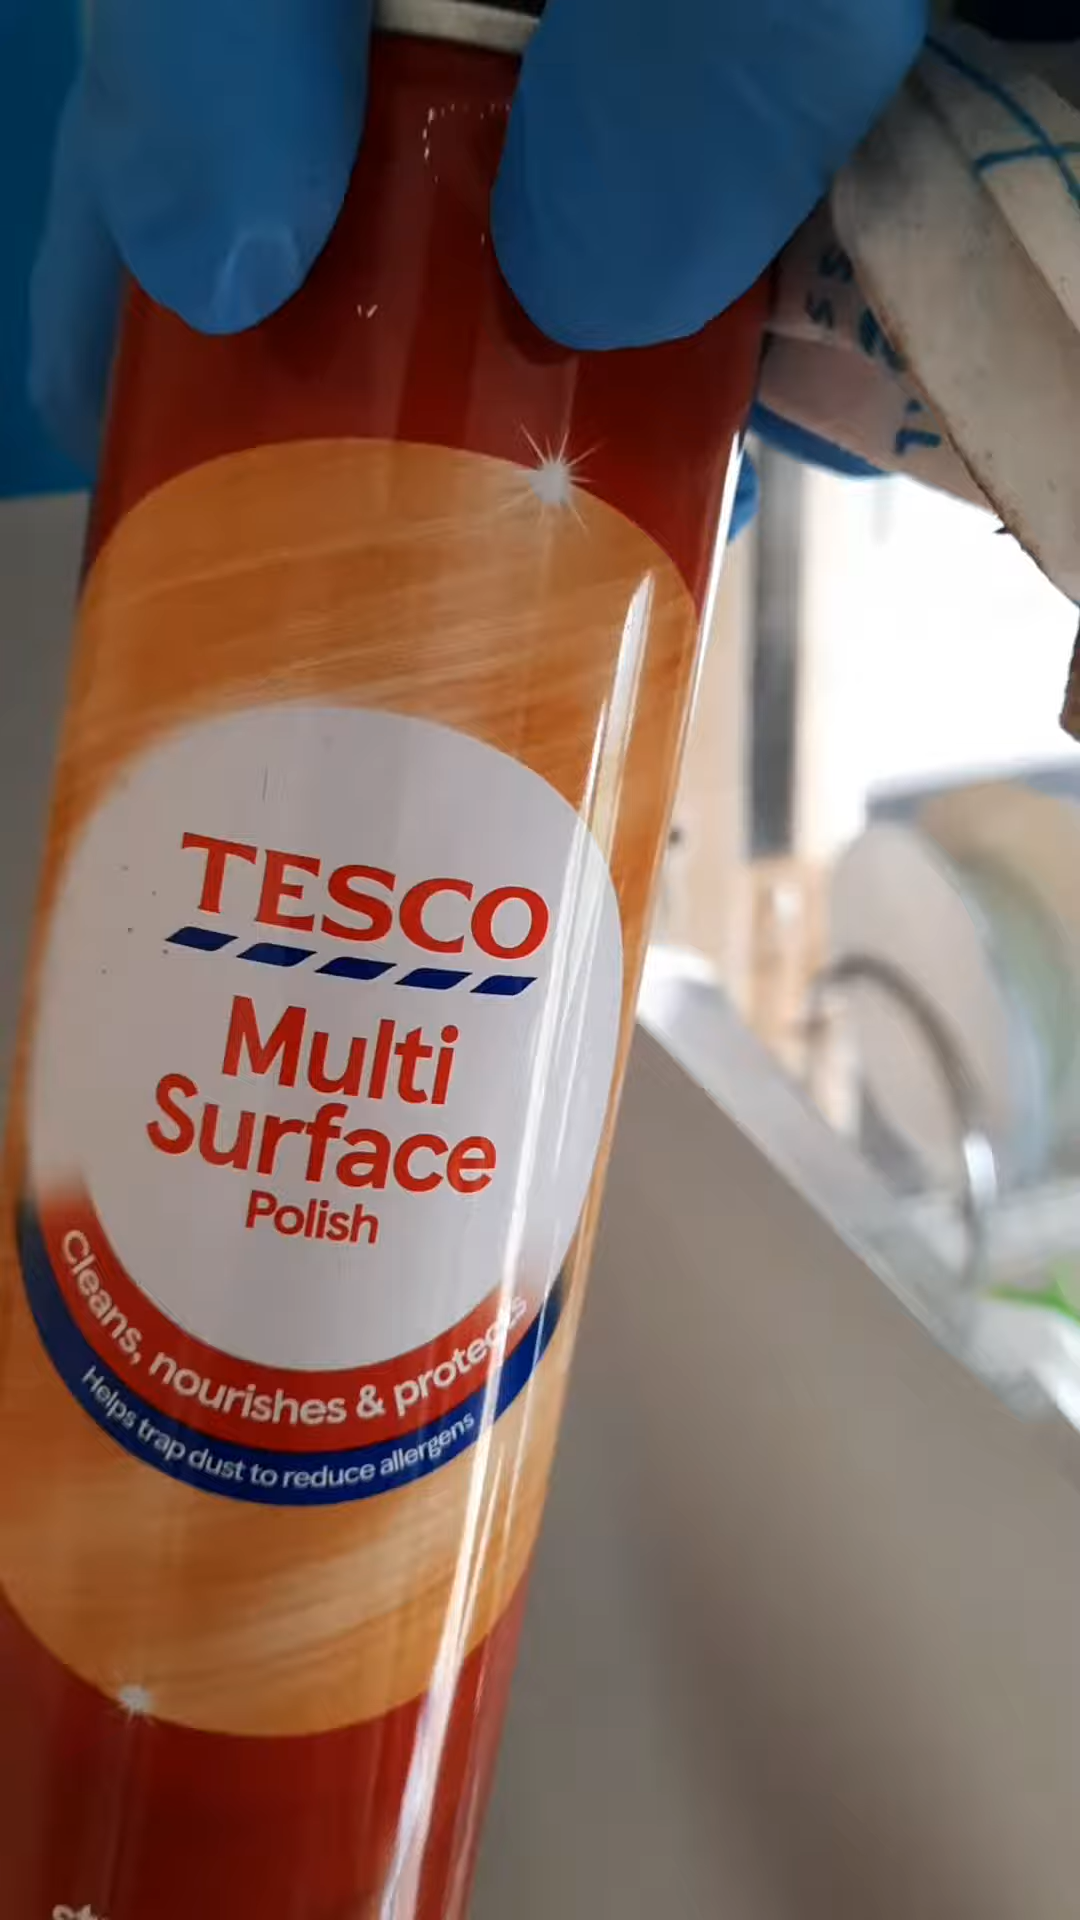 TESCO
Multi
Surface
Polish
Cleans, nourishes & protects
Helps trap dust to reduce allergens